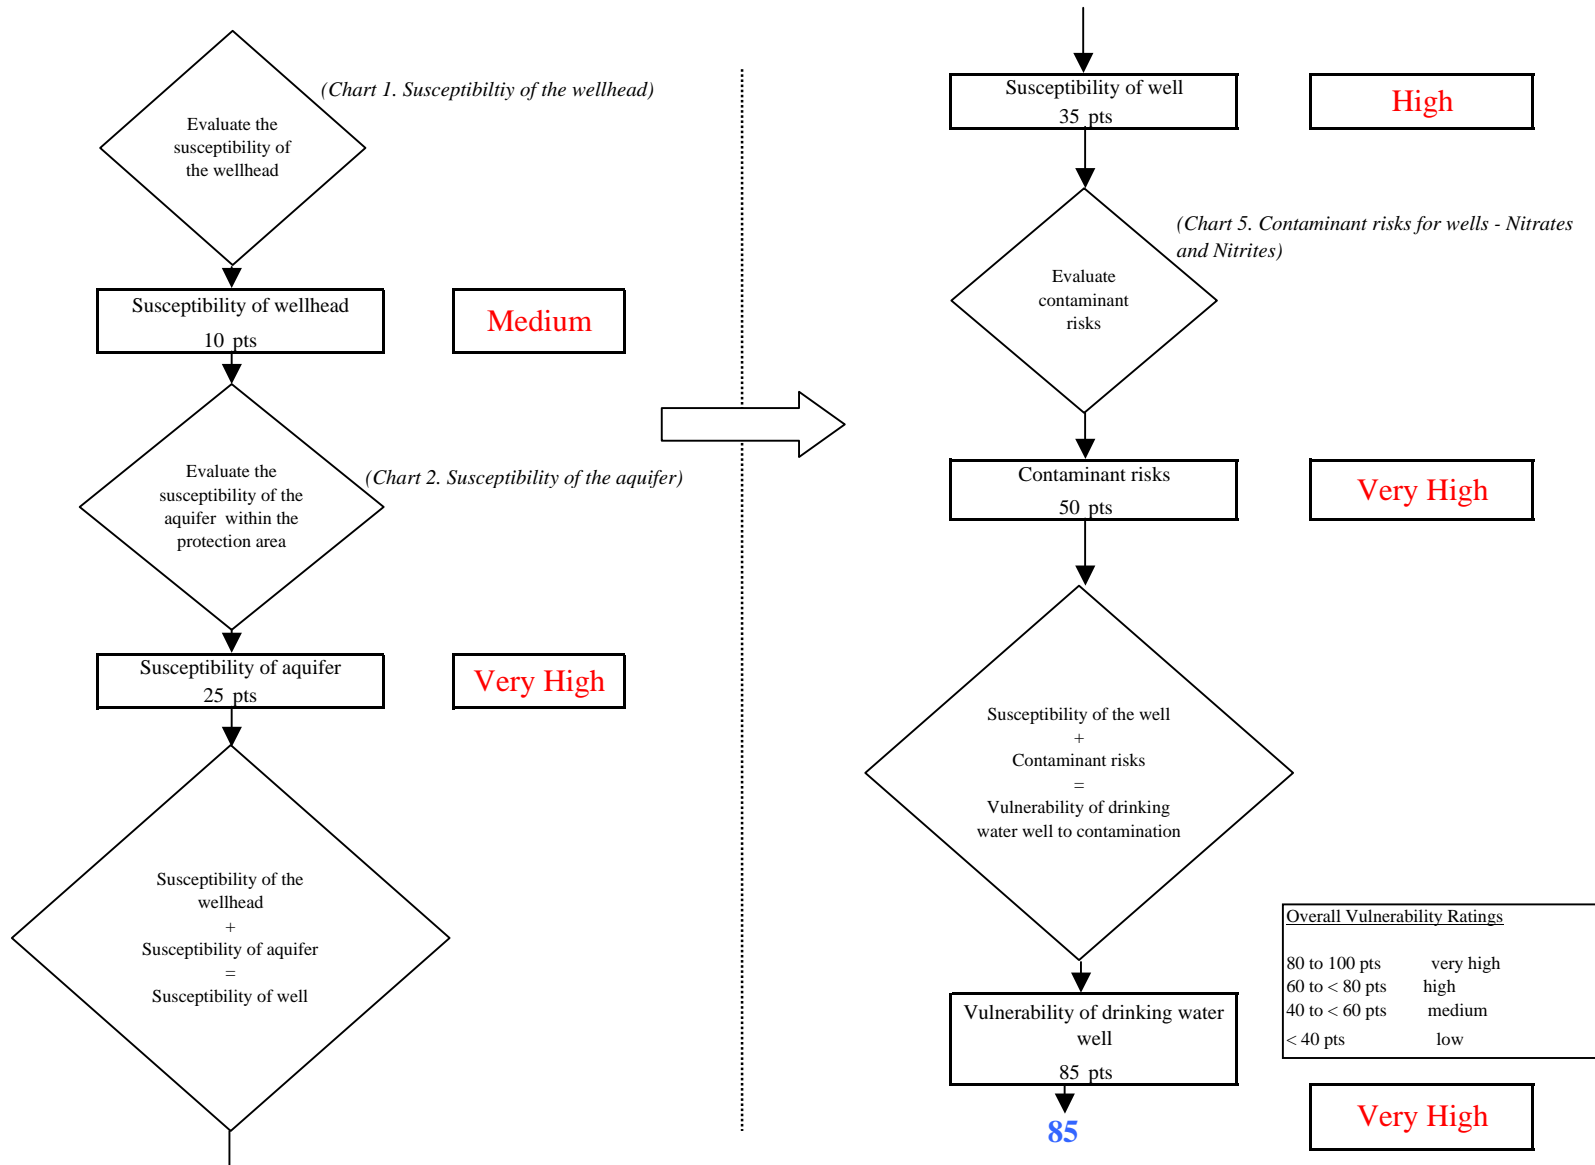 (Chart 1. Susceptibiltiy of the wellhead)
Evaluate the
susceptibility of
the wellhead
Susceptibility of wellhead
10 pts
Medium
Evaluate the
susceptibility of the
aquifer within the
protection area
(Chart 2. Susceptibility of the aquifer)
Susceptibility of aquifer
25 pts
Very High
Susceptibility of the
wellhead
+
Susceptibility of aquifer
=
Susceptibility of well
Susceptibility of well
35 pts
High
(Chart 5. Contaminant risks for wells - Nitrates
and Nitrites)
Evaluate
contaminant
risks
Contaminant risks
50 pts
Very High
Susceptibility of the well
+
Contaminant risks
=
Vulnerability of drinking
water well to contamination
Overall Vulnerability Ratings
80 to 100 pts very high
60 to < 80 pts high
40 to < 60 pts medium
< 40 pts low
Vulnerability of drinking water
well
85 pts
85
Very High